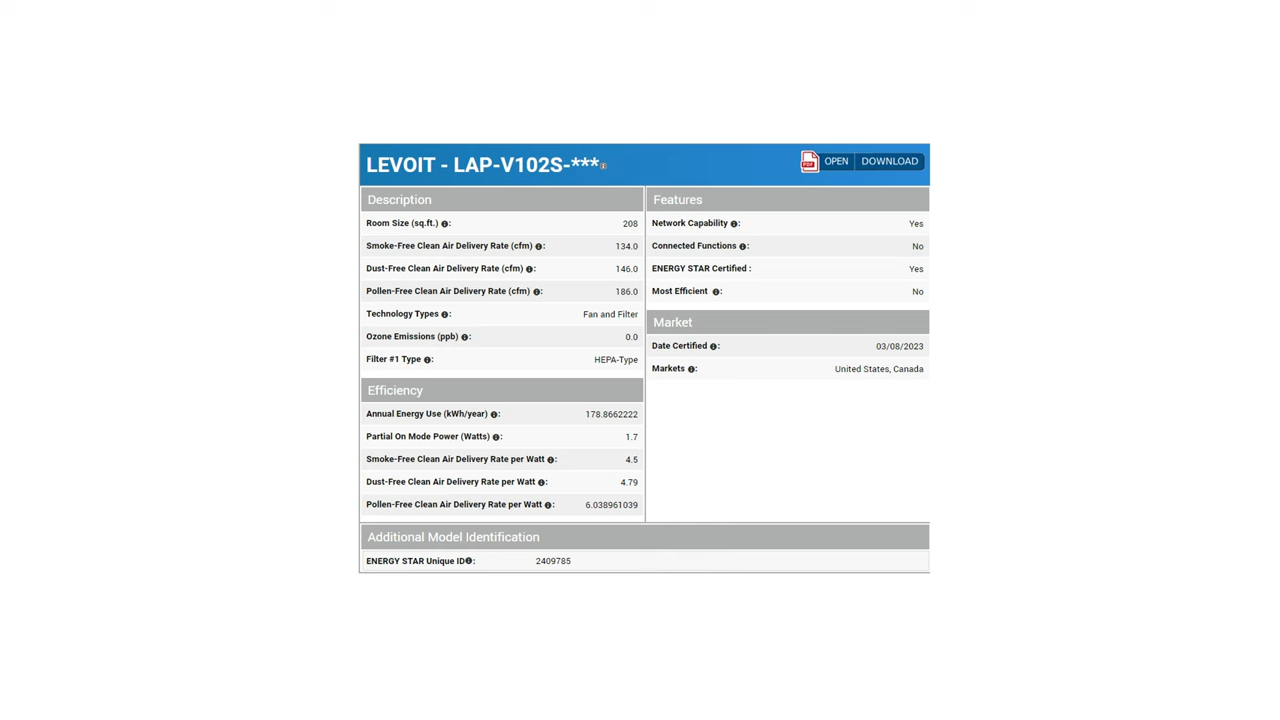 LEVOIT - LAP-V102S-***
OPEN DOWNLOAD
Description
Room Size (sq.ft.) : 208
Smoke-Free Clean Air Delivery Rate (cfm) : 134.0
Dust-Free Clean Air Delivery Rate (cfm) : 146.0
Pollen-Free Clean Air Delivery Rate (cfm) : 186.0
Technology Types : Fan and Filter
Ozone Emissions (ppb) : 0.0
Filter #1 Type : HEPA-Type
Efficiency
Annual Energy Use (kWh/year) : 178.8662222
Partial On Mode Power (Watts) : 1.7
Smoke-Free Clean Air Delivery Rate per Watt : 4.5
Dust-Free Clean Air Delivery Rate per Watt : 4.79
Pollen-Free Clean Air Delivery Rate per Watt : 6.038961039
Features
Network Capability : Yes
Connected Functions : No
ENERGY STAR Certified : Yes
Most Efficient : No
Market
Date Certified : 03/08/2023
Markets : United States, Canada
Additional Model Identification
ENERGY STAR Unique ID : 2409785